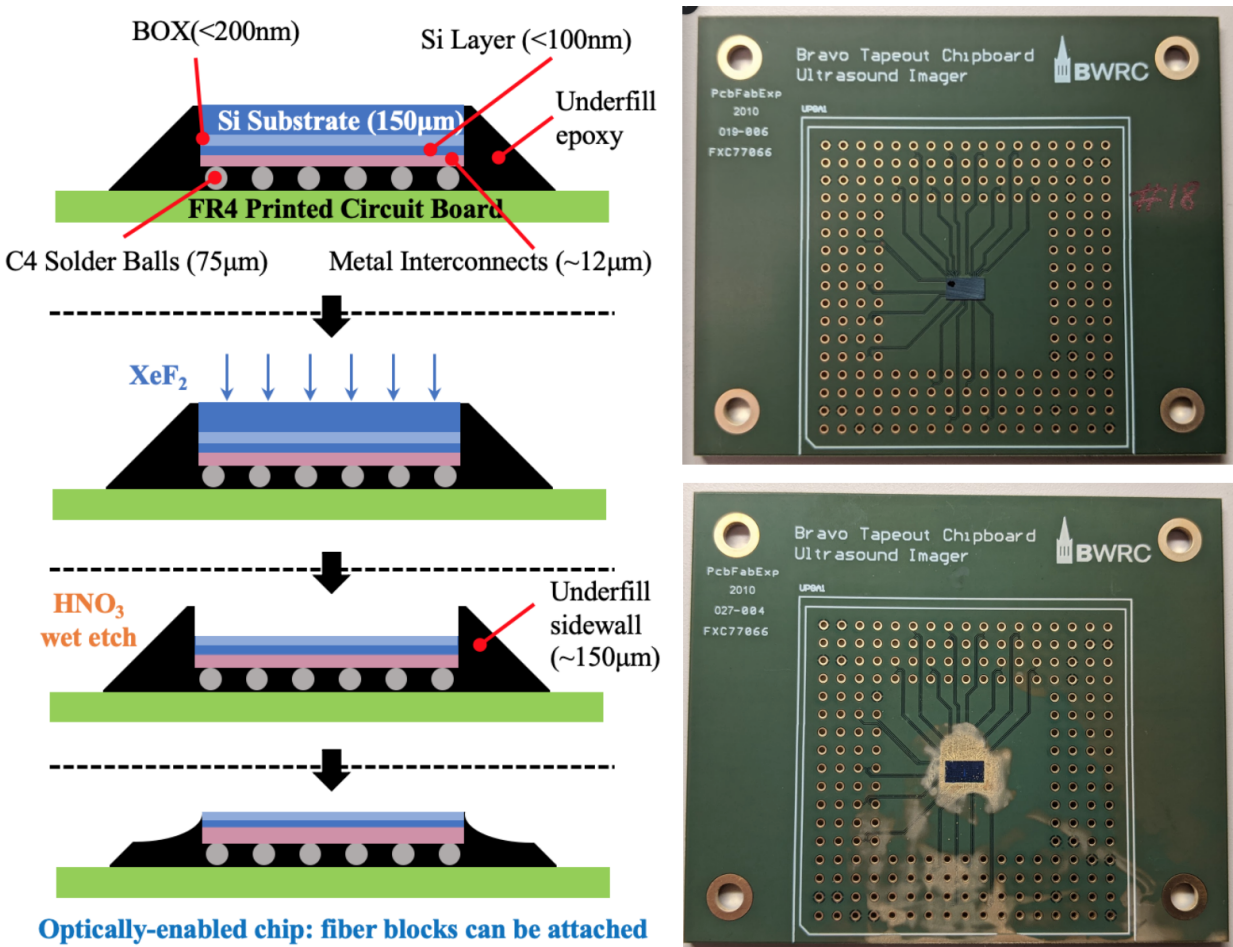 BOX(<200nm)
Si Layer (<100nm)
Si Substrate (150μm)
Underfill
epoxy
FR4 Printed Circuit Board
C4 Solder Balls (75μm)
Metal Interconnects (~12μm)
XeF2
HNO3
wet etch
Underfill
sidewall
(~150μm)
Optically-enabled chip: fiber blocks can be attached
Bravo Tapeout Chipboard
Ultrasound Imager
BWRC
PcbFabExp
2010
019-006
FXC77066
UPGA1
#18
Bravo Tapeout Chipboard
Ultrasound Imager
BWRC
PcbFabExp
2010
027-004
FXC77066
UPGA1